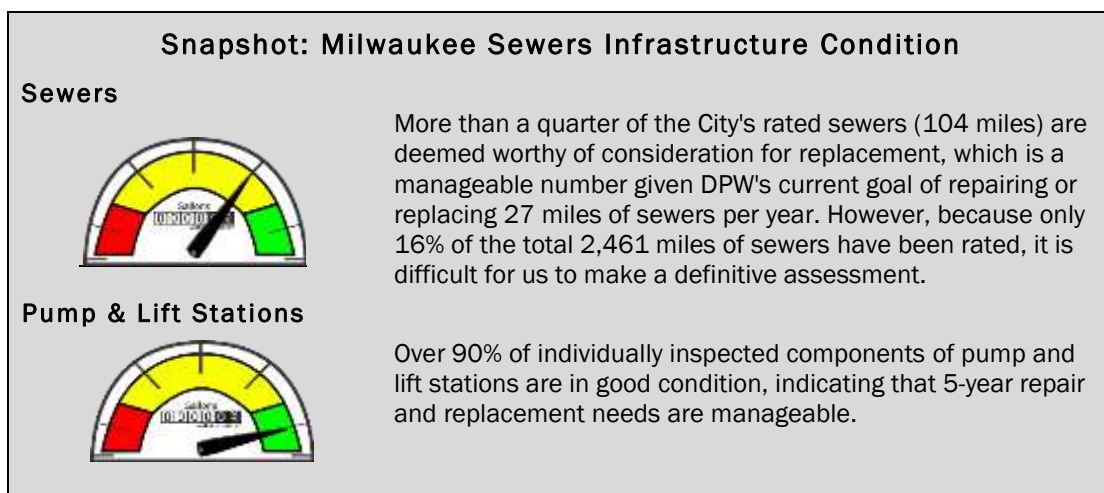 Snapshot: Milwaukee Sewers Infrastructure Condition
Sewers
Gallons
More than a quarter of the City's rated sewers (104 miles) are
deemed worthy of consideration for replacement, which is a
manageable number given DPW's current goal of repairing or
replacing 27 miles of sewers per year. However, because only
16% of the total 2,461 miles of sewers have been rated, it is
difficult for us to make a definitive assessment.
Pump & Lift Stations
Gallons
Over 90% of individually inspected components of pump and
lift stations are in good condition, indicating that 5-year repair
and replacement needs are manageable.